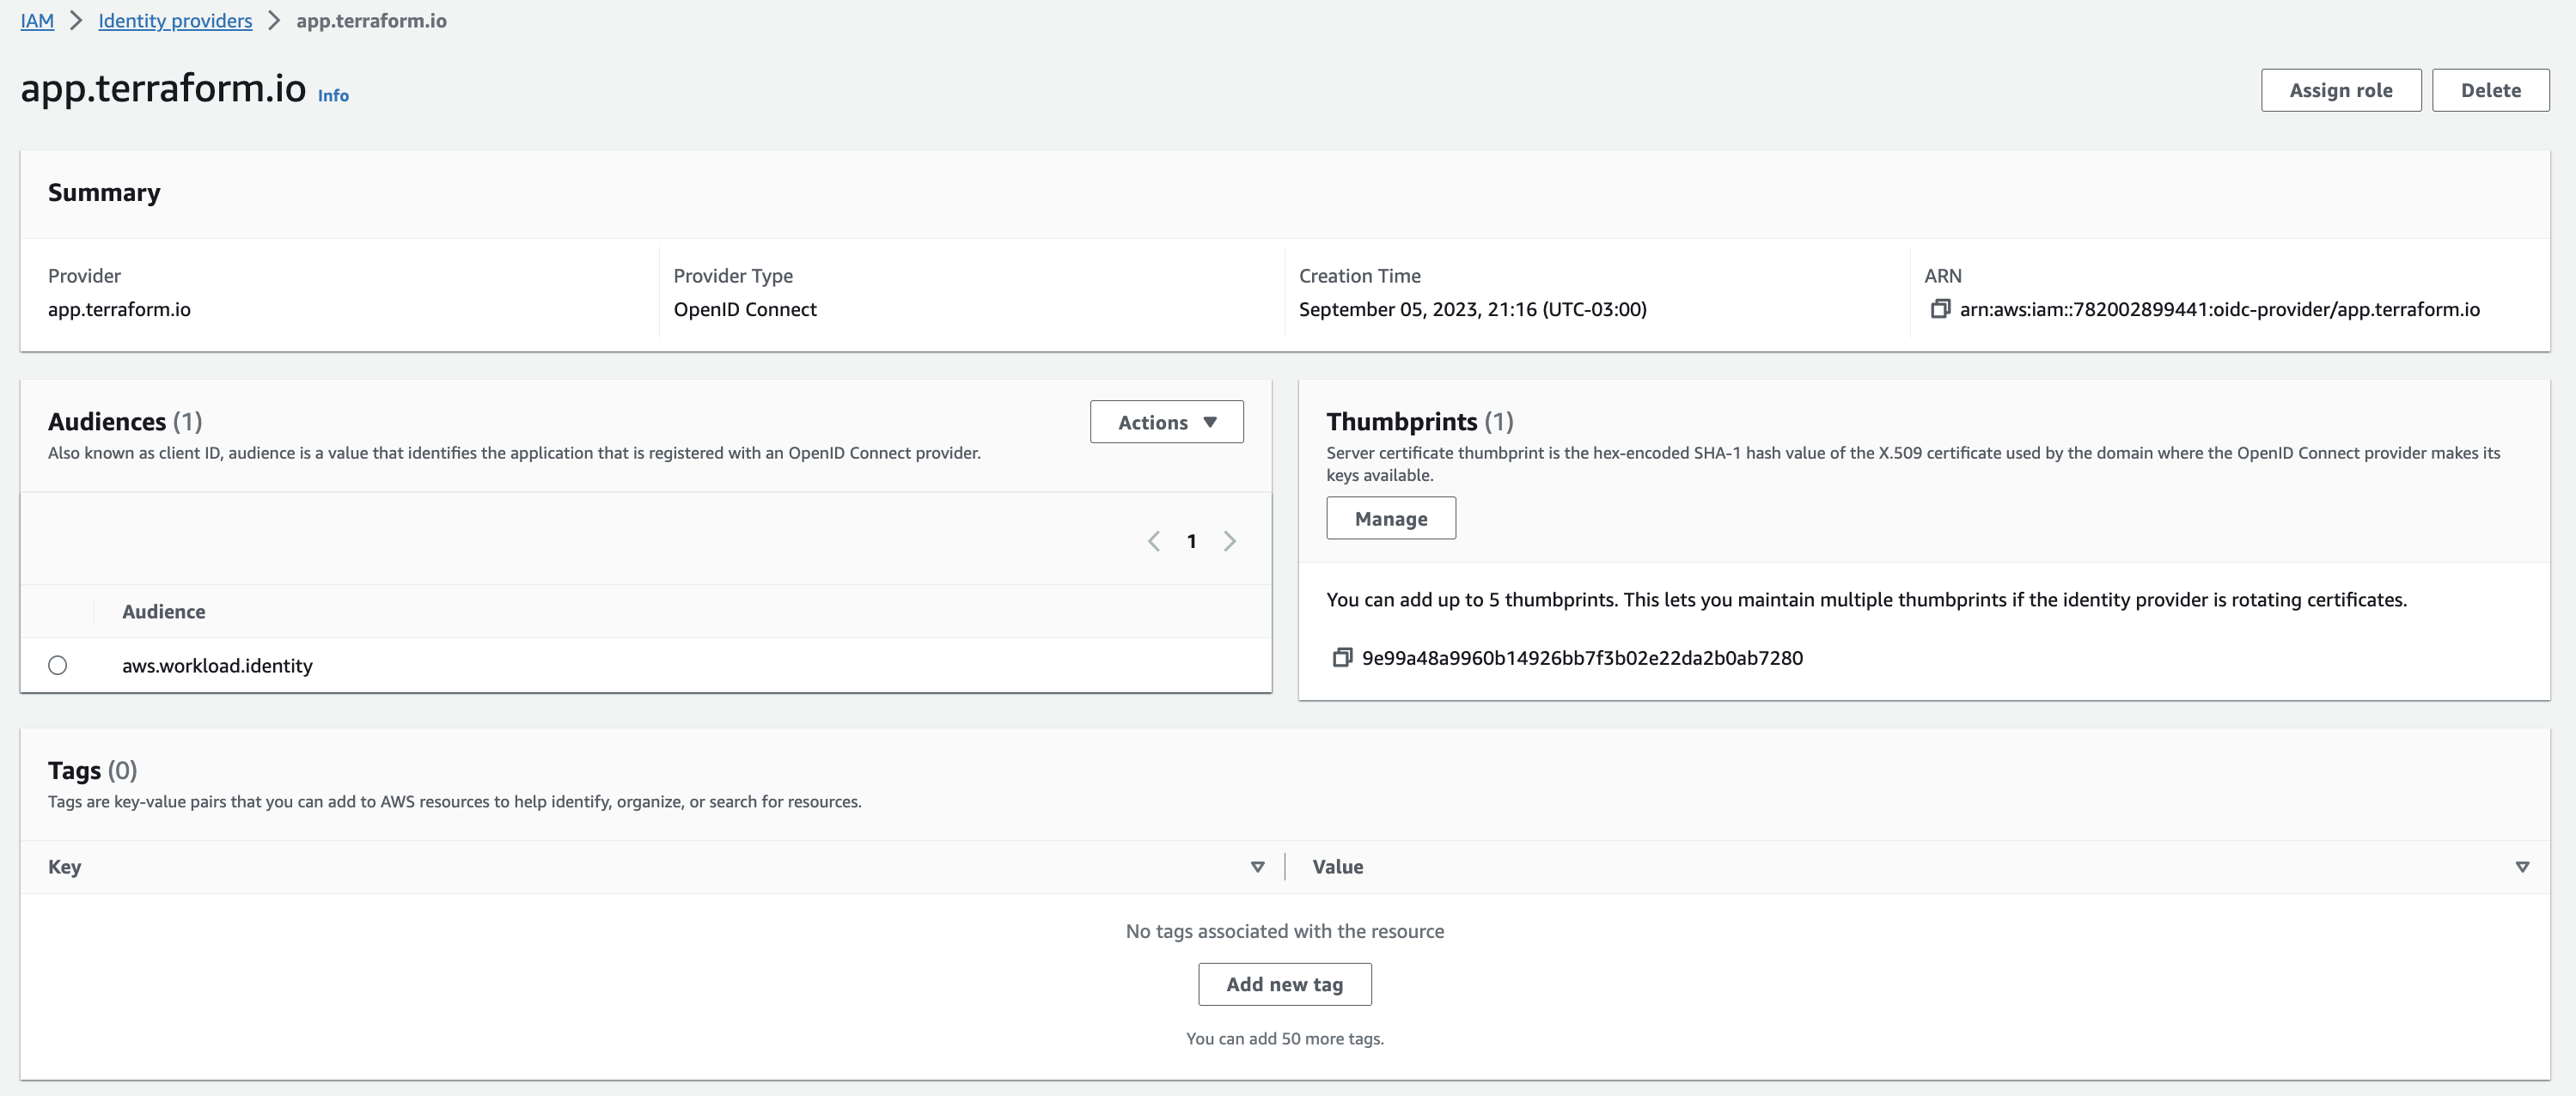 IAM > Identity providers > app.terraform.io
app.terraform.io Info
Assign role
Delete
Summary
Provider
app.terraform.io
Provider Type
OpenID Connect
Creation Time
September 05, 2023, 21:16 (UTC-03:00)
ARN
arn:aws:iam::782002899441:oidc-provider/app.terraform.io
Audiences (1)
Also known as client ID, audience is a value that identifies the application that is registered with an OpenID Connect provider.
Actions
1
Audience
aws.workload.identity
Thumbprints (1)
Server certificate thumbprint is the hex-encoded SHA-1 hash value of the X.509 certificate used by the domain where the OpenID Connect provider makes its
keys available.
Manage
You can add up to 5 thumbprints. This lets you maintain multiple thumbprints if the identity provider is rotating certificates.
9e99a48a9960b14926bb7f3b02e22da2b0ab7280
Tags (0)
Tags are key-value pairs that you can add to AWS resources to help identify, organize, or search for resources.
Key
Value
No tags associated with the resource
Add new tag
You can add 50 more tags.